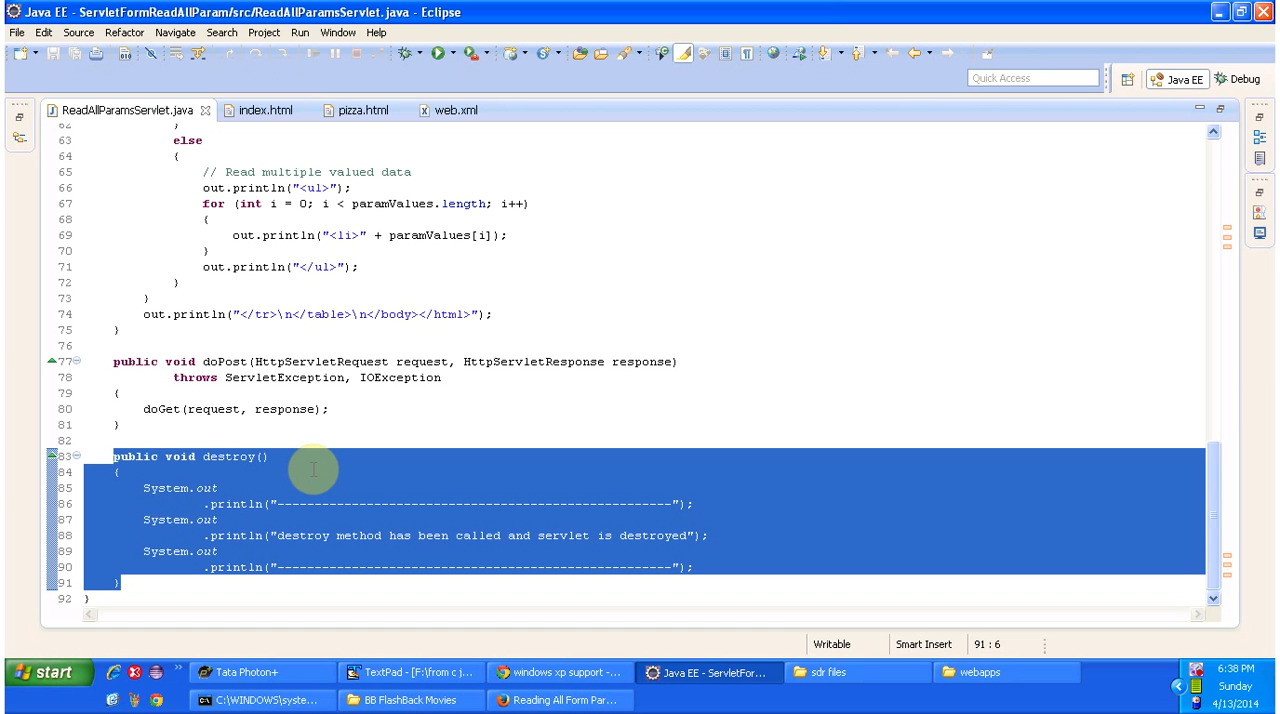 Java EE - ServletFormReadAllParam/src/ReadAllParamsServlet.java - Eclipse
File Edit Source Refactor Navigate Search Project Run Window Help
Quick Access
Java EE
Debug
ReadAllParamsServlet.java
index.html
pizza.html
web.xml
62 }
63 else
64 {
65 // Read multiple valued data
66 out.println("<ul>");
67 for (int i = 0; i < paramValues.length; i++)
68 {
69 out.println("<li>" + paramValues[i]);
70 }
71 out.println("</ul>");
72 }
73 }
74 out.println("</tr>\n</table>\n</body></html>");
75 }
76
77 public void doPost(HttpServletRequest request, HttpServletResponse response)
78 throws ServletException, IOException
79 {
80 doGet(request, response);
81 }
82
83 public void destroy()
84 {
85 System.out
86 .println("-----------------------------------------------------");
87 System.out
88 .println("destroy method has been called and servlet is destroyed");
89 System.out
90 .println("-----------------------------------------------------");
91 }
92 }
Writable
Smart Insert
91 : 6
start
Tata Photon+
TextPad - [F:\from c j...
windows xp support -...
Java EE - ServletFor...
sdr files
webapps
6:38 PM
Sunday
4/13/2014
C:\WINDOWS\syste...
BB FlashBack Movies
Reading All Form Par...